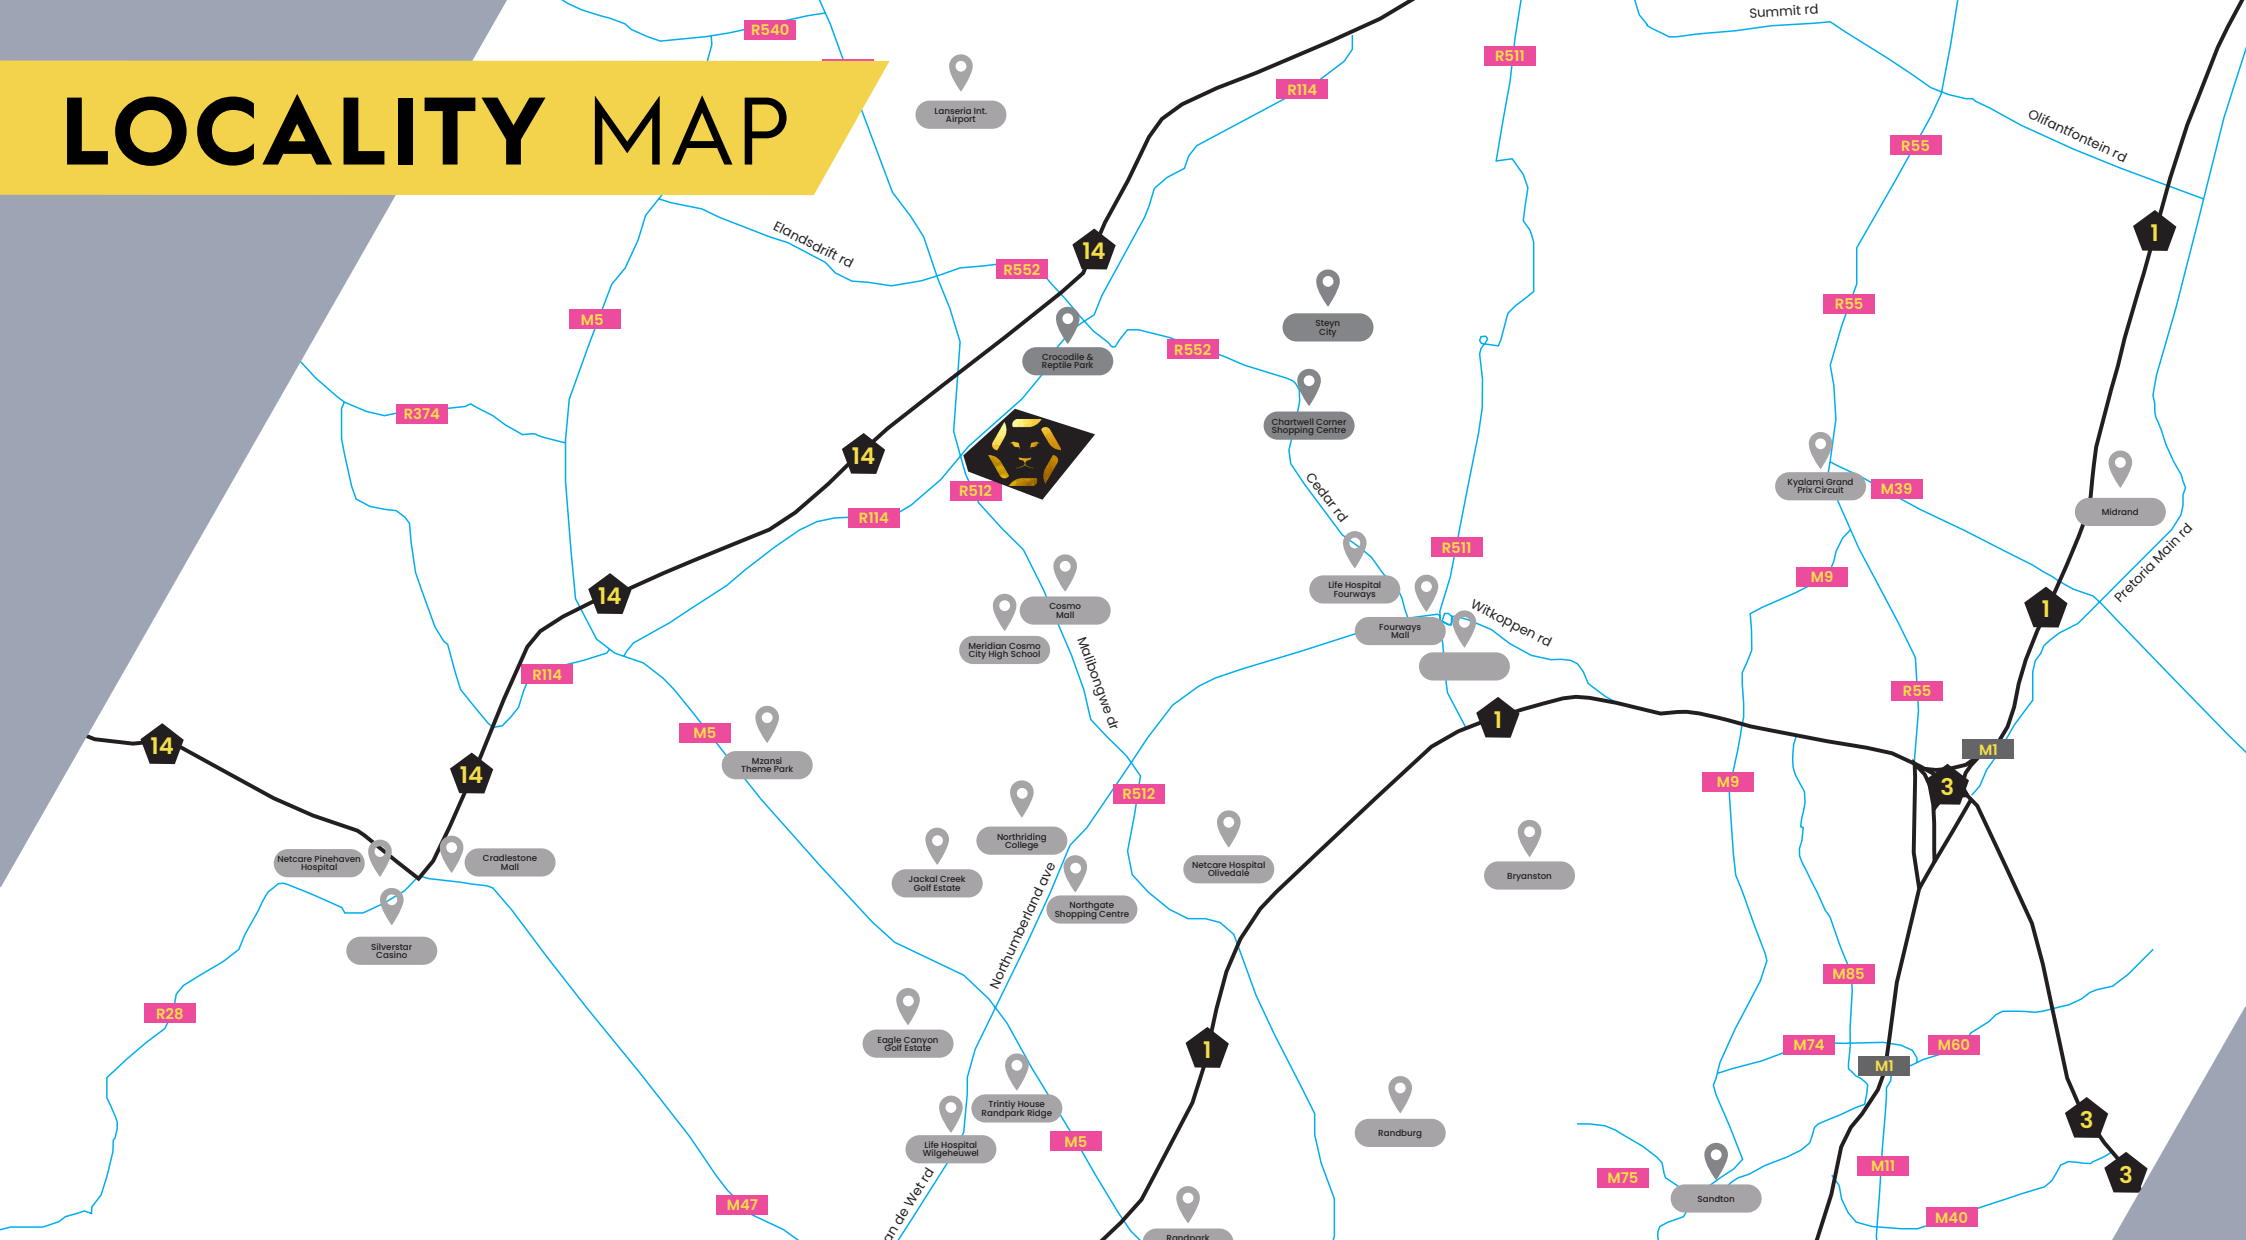 R540
Summit rd
R511
R114
Lanseria Int.
Airport
LOCALITY MAP
Olifantfontein rd
R55
Elandsdrift rd
14
1
R552
R55
M5
Steyn
City
R552
Crocodile &
Reptile Park
R374
Chartwell Corner
Shopping Centre
14
R512
Kyalami Grand
Prix Circuit
M39
Midrand
Cedar rd
R114
R511
Pretoria Main rd
M9
14
Life Hospital
Fourways
1
Cosmo
Mall
Witkoppen rd
Fourways
Mall
Meridian Cosmo
City High School
Malibongwe dr
R114
R55
14
M5
1
M1
Mzansi
Theme Park
14
M9
3
R512
Northriding
College
Netcare Pinehaven
Hospital
Cradlestone
Mall
Netcare Hospital
Olivedale
Bryanston
Jackal Creek
Golf Estate
Northgate
Shopping Centre
Northumberland ave
Silverstar
Casino
M85
R28
Eagle Canyon
Golf Estate
1
M74
M60
M1
Trintiy House
Randpark Ridge
3
Randburg
M5
Life Hospital
Wilgeheuwel
M75
M11
3
Sandton
M47
an de Wet rd
M40
Randpark